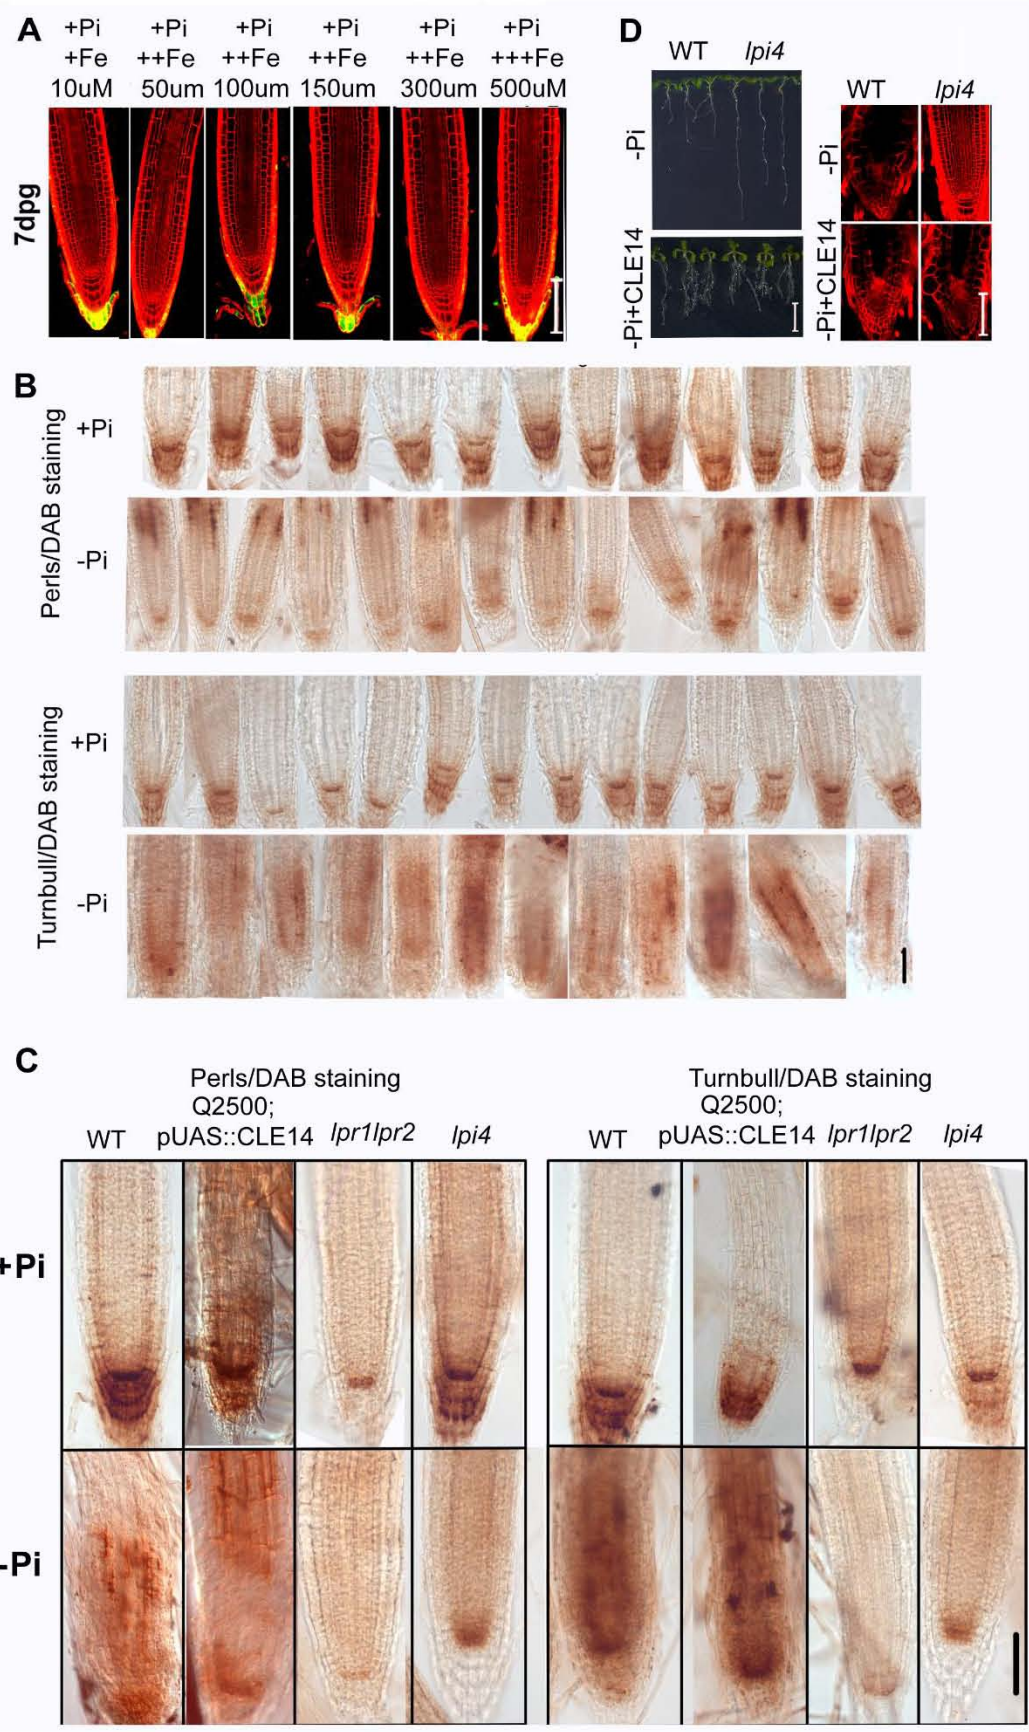 A
+Pi +Pi +Pi +Pi +Pi +Pi
+Fe ++Fe ++Fe ++Fe ++Fe +++Fe
10uM 50um 100um 150um 300um 500uM
7dpg
D
WT lpi4
-Pi
-Pi+CLE14
WT lpi4
-Pi
-Pi+CLE14
B
Perls/DAB staining
+Pi
-Pi
Turnbull/DAB staining
+Pi
-Pi
C
Perls/DAB staining
Q2500;
WT pUAS::CLE14 lpr1lpr2 lpi4
Turnbull/DAB staining
Q2500;
WT pUAS::CLE14 lpr1lpr2 lpi4
+Pi
-Pi